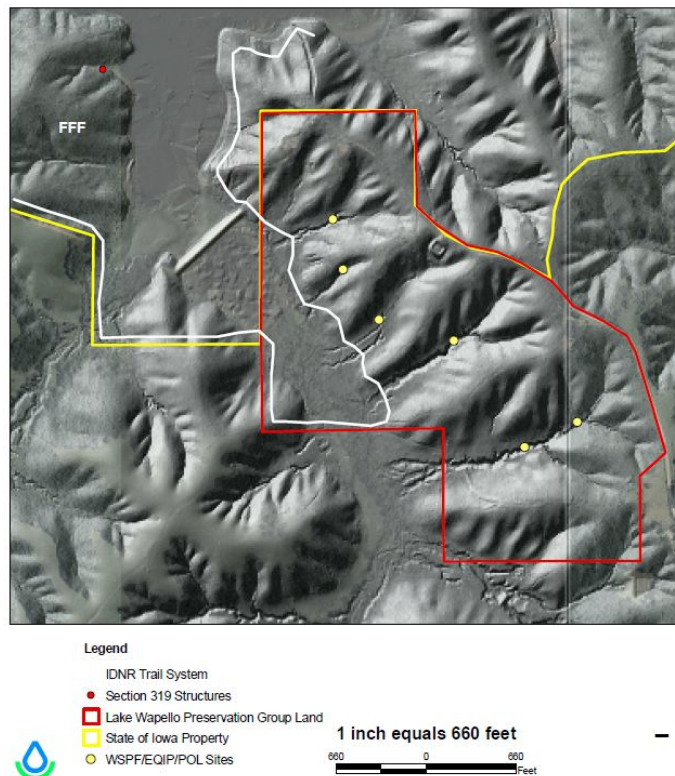 FFF
Legend
IDNR Trail System
Section 319 Structures
Lake Wapello Preservation Group Land
State of Iowa Property
WSPF/EQIP/POL Sites
1 inch equals 660 feet
660 330 0 660
Feet